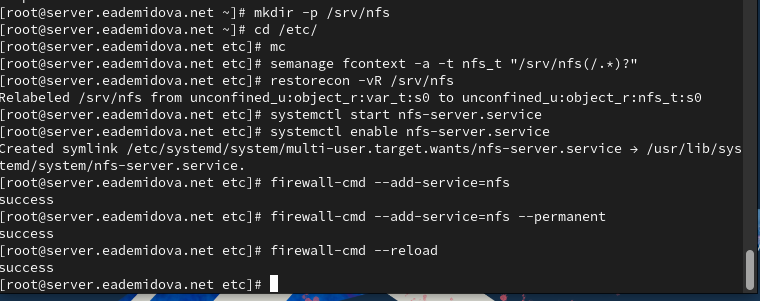 [root@server.eademidova.net ~]# mkdir -p /srv/nfs
[root@server.eademidova.net ~]# cd /etc/
[root@server.eademidova.net etc]# mc
[root@server.eademidova.net etc]# semanage fcontext -a -t nfs_t "/srv/nfs(/.*)?"
[root@server.eademidova.net etc]# restorecon -vR /srv/nfs
Relabeled /srv/nfs from unconfined_u:object_r:var_t:s0 to unconfined_u:object_r:nfs_t:s0
[root@server.eademidova.net etc]# systemctl start nfs-server.service
[root@server.eademidova.net etc]# systemctl enable nfs-server.service
Created symlink /etc/systemd/system/multi-user.target.wants/nfs-server.service → /usr/lib/sys
temd/system/nfs-server.service.
[root@server.eademidova.net etc]# firewall-cmd --add-service=nfs
success
[root@server.eademidova.net etc]# firewall-cmd --add-service=nfs --permanent
success
[root@server.eademidova.net etc]# firewall-cmd --reload
success
[root@server.eademidova.net etc]#